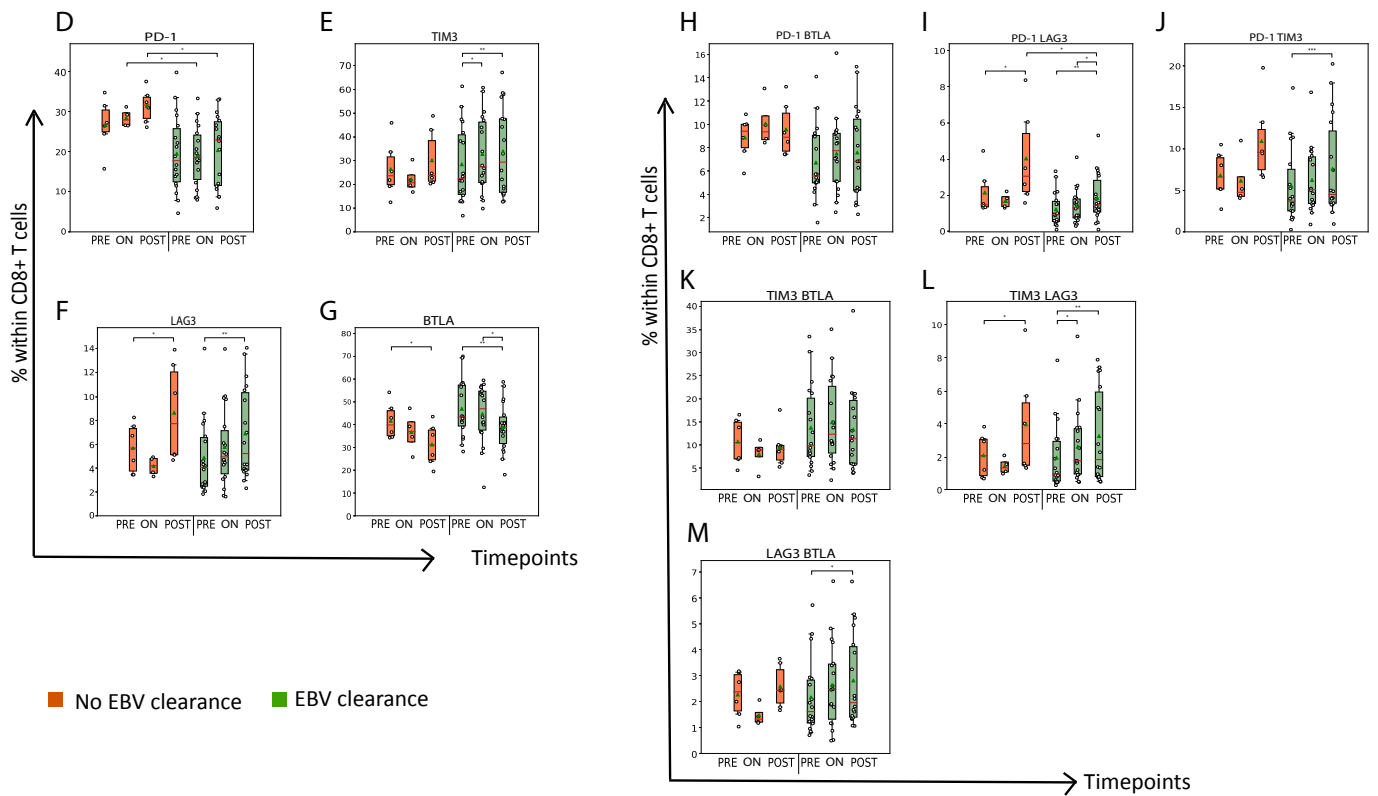 D
PD-1
40
30
20
10
0
PRE ON POST PRE ON POST
*
*
E
TIM3
70
60
50
40
30
20
10
0
PRE ON POST PRE ON POST
*
**
F
LAG3
14
12
10
8
6
4
2
0
PRE ON POST PRE ON POST
*
**
G
BTLA
80
70
60
50
40
30
20
10
0
PRE ON POST PRE ON POST
*
**
*
% within CD8+ T cells
Timepoints
No EBV clearance
EBV clearance
H
PD-1 BTLA
16
14
12
10
8
6
4
2
PRE ON POST PRE ON POST
I
PD-1 LAG3
10
8
6
4
2
0
PRE ON POST PRE ON POST
*
*
*
**
J
PD-1 TIM3
20
15
10
5
0
PRE ON POST PRE ON POST
***
K
TIM3 BTLA
40
35
30
25
20
15
10
5
0
PRE ON POST PRE ON POST
L
TIM3 LAG3
10
8
6
4
2
0
PRE ON POST PRE ON POST
*
*
**
M
LAG3 BTLA
7
6
5
4
3
2
1
0
PRE ON POST PRE ON POST
*
% within CD8+ T cells
Timepoints